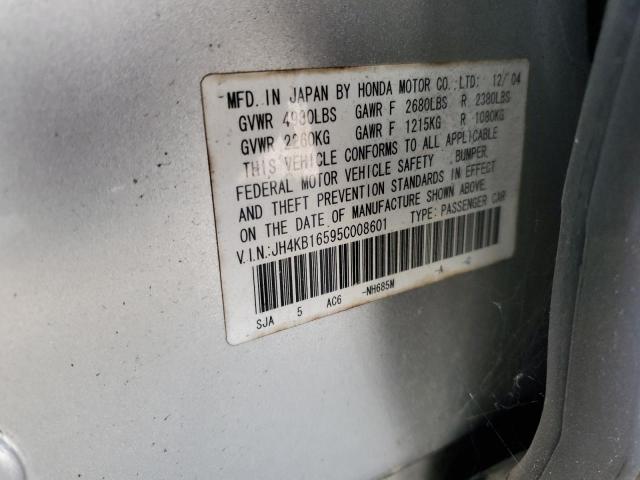 MFD. IN JAPAN BY HONDA MOTOR CO.,LTD. 12/04
GVWR 4980LBS GAWR F 2680LBS R 2380LBS
GVWR 2260KG GAWR F 1215KG R 1080KG
THIS VEHICLE CONFORMS TO ALL APPLICABLE
FEDERAL MOTOR VEHICLE SAFETY, BUMPER,
AND THEFT PREVENTION STANDARDS IN EFFECT
ON THE DATE OF MANUFACTURE SHOWN ABOVE.
V.I.N.:JH4KB16595C008601 TYPE: PASSENGER CAR
SJA 5 AC6 -NH685M -A -C